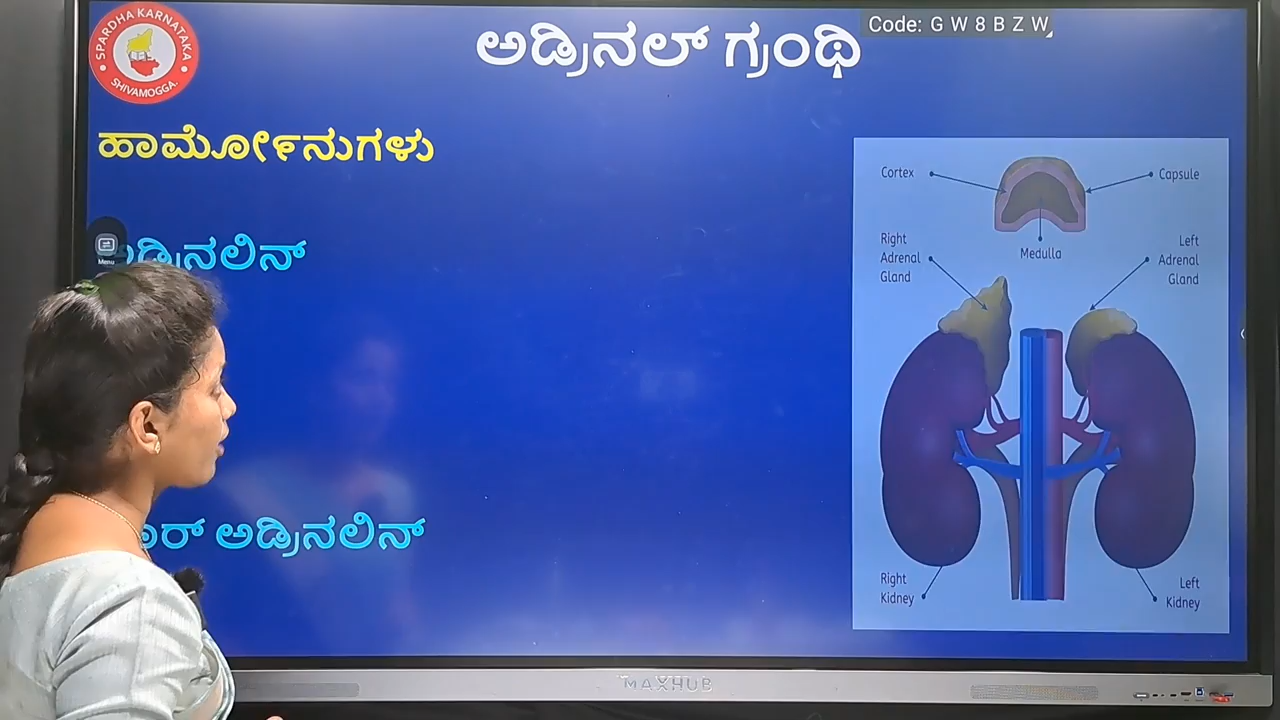 SPARDHA KARNATAKA
SHIVAMOGGA.
ಅಡ್ರಿನಲ್ ಗ್ರಂಥಿ
Code: G W 8 B Z W
ಹಾರ್ಮೋನುಗಳು
Menu
ಅಡ್ರಿನಲಿನ್
ಅಡ್ರಿನಲಿನ್
Cortex
Capsule
Medulla
Right
Adrenal
Gland
Left
Adrenal
Gland
Right
Kidney
Left
Kidney
MAXHUB